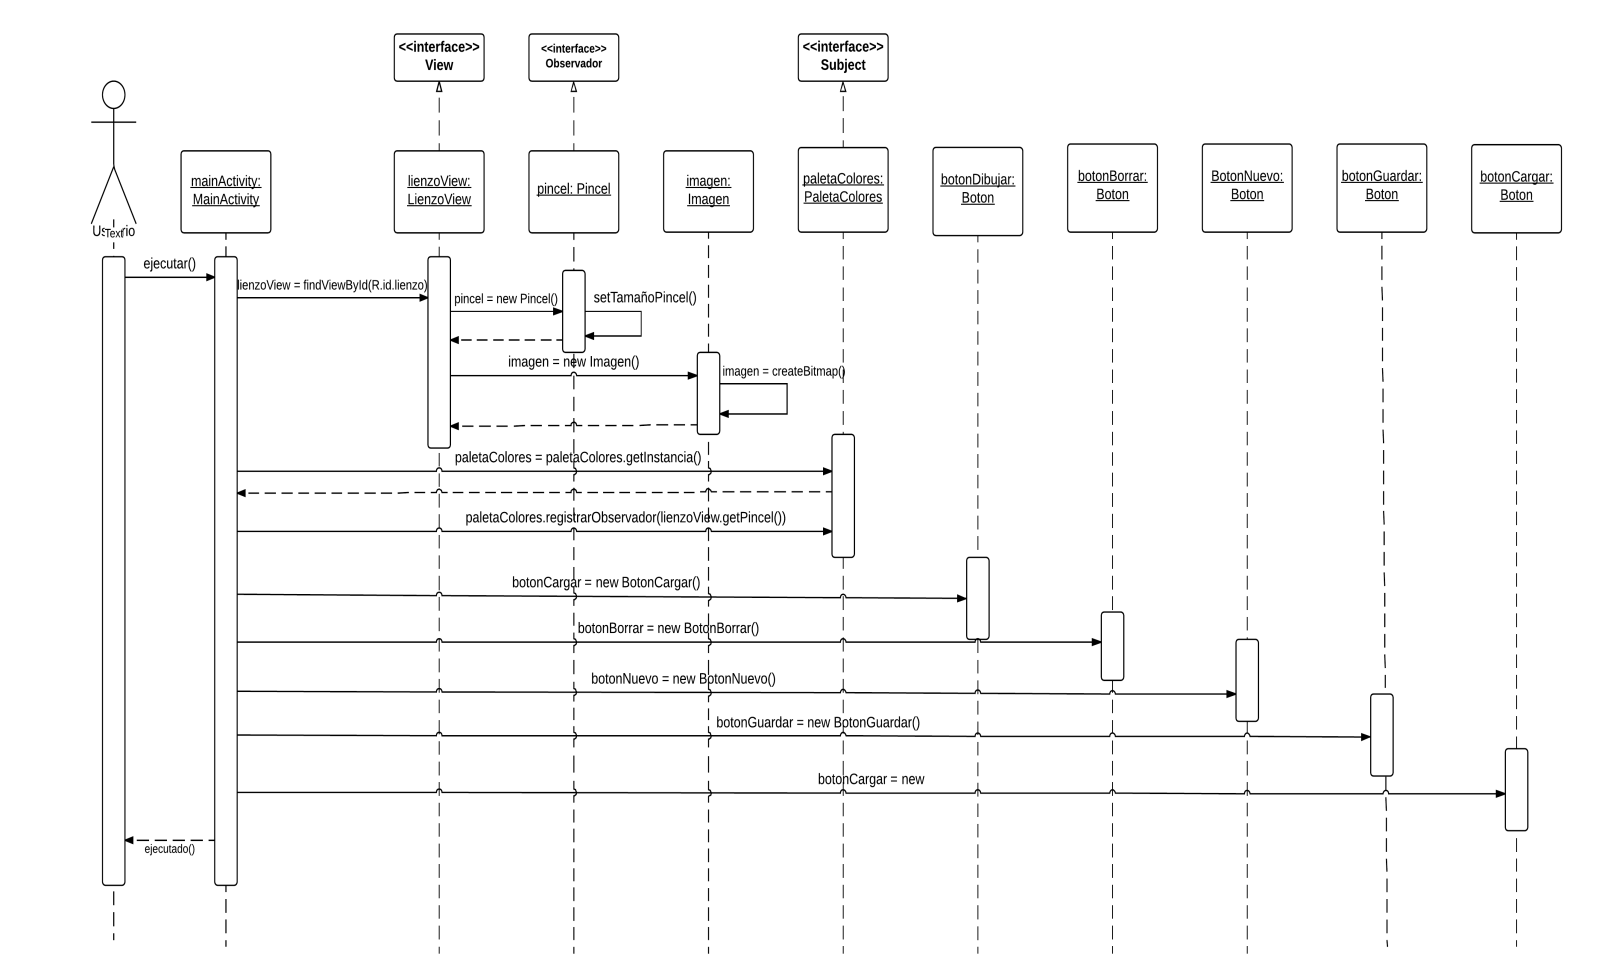 <<interface>>
View
<<interface>>
Observador
<<interface>>
Subject
mainActivity:
MainActivity
lienzoView:
LienzoView
pincel: Pincel
imagen:
Imagen
paletaColores:
PaletaColores
botonDibujar:
Boton
botonBorrar:
Boton
BotonNuevo:
Boton
botonGuardar:
Boton
botonCargar:
Boton
Text
ejecutar()
lienzoView = findViewById(R.id.lienzo)
pincel = new Pincel()
setTamañoPincel()
imagen = new Imagen()
imagen = createBitmap()
paletaColores = paletaColores.getInstancia()
paletaColores.registrarObservador(lienzoView.getPincel())
botonCargar = new BotonCargar()
botonBorrar = new BotonBorrar()
botonNuevo = new BotonNuevo()
botonGuardar = new BotonGuardar()
botonCargar = new
ejecutado()